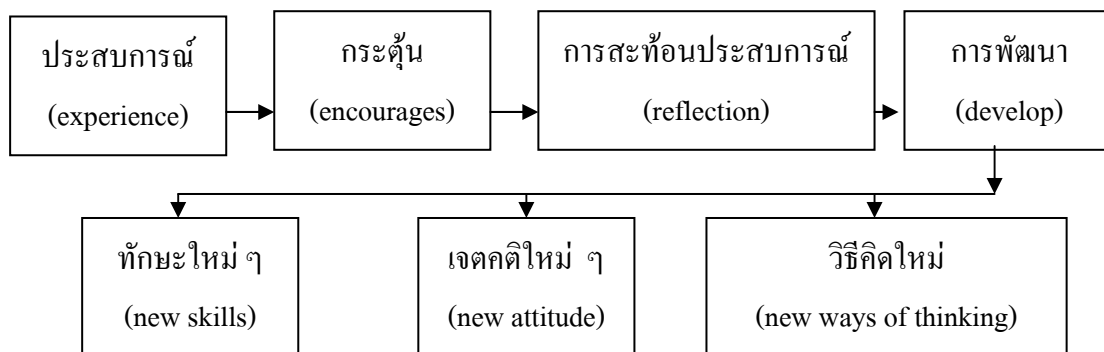 ประสบการณ์
(experience)
กระตุ้น
(encourages)
การสะท้อนประสบการณ์
(reflection)
การพัฒนา
(develop)
ทักษะใหม่ ๆ
(new skills)
เจตคติใหม่ ๆ
(new attitude)
วิธีคิดใหม่
(new ways of thinking)